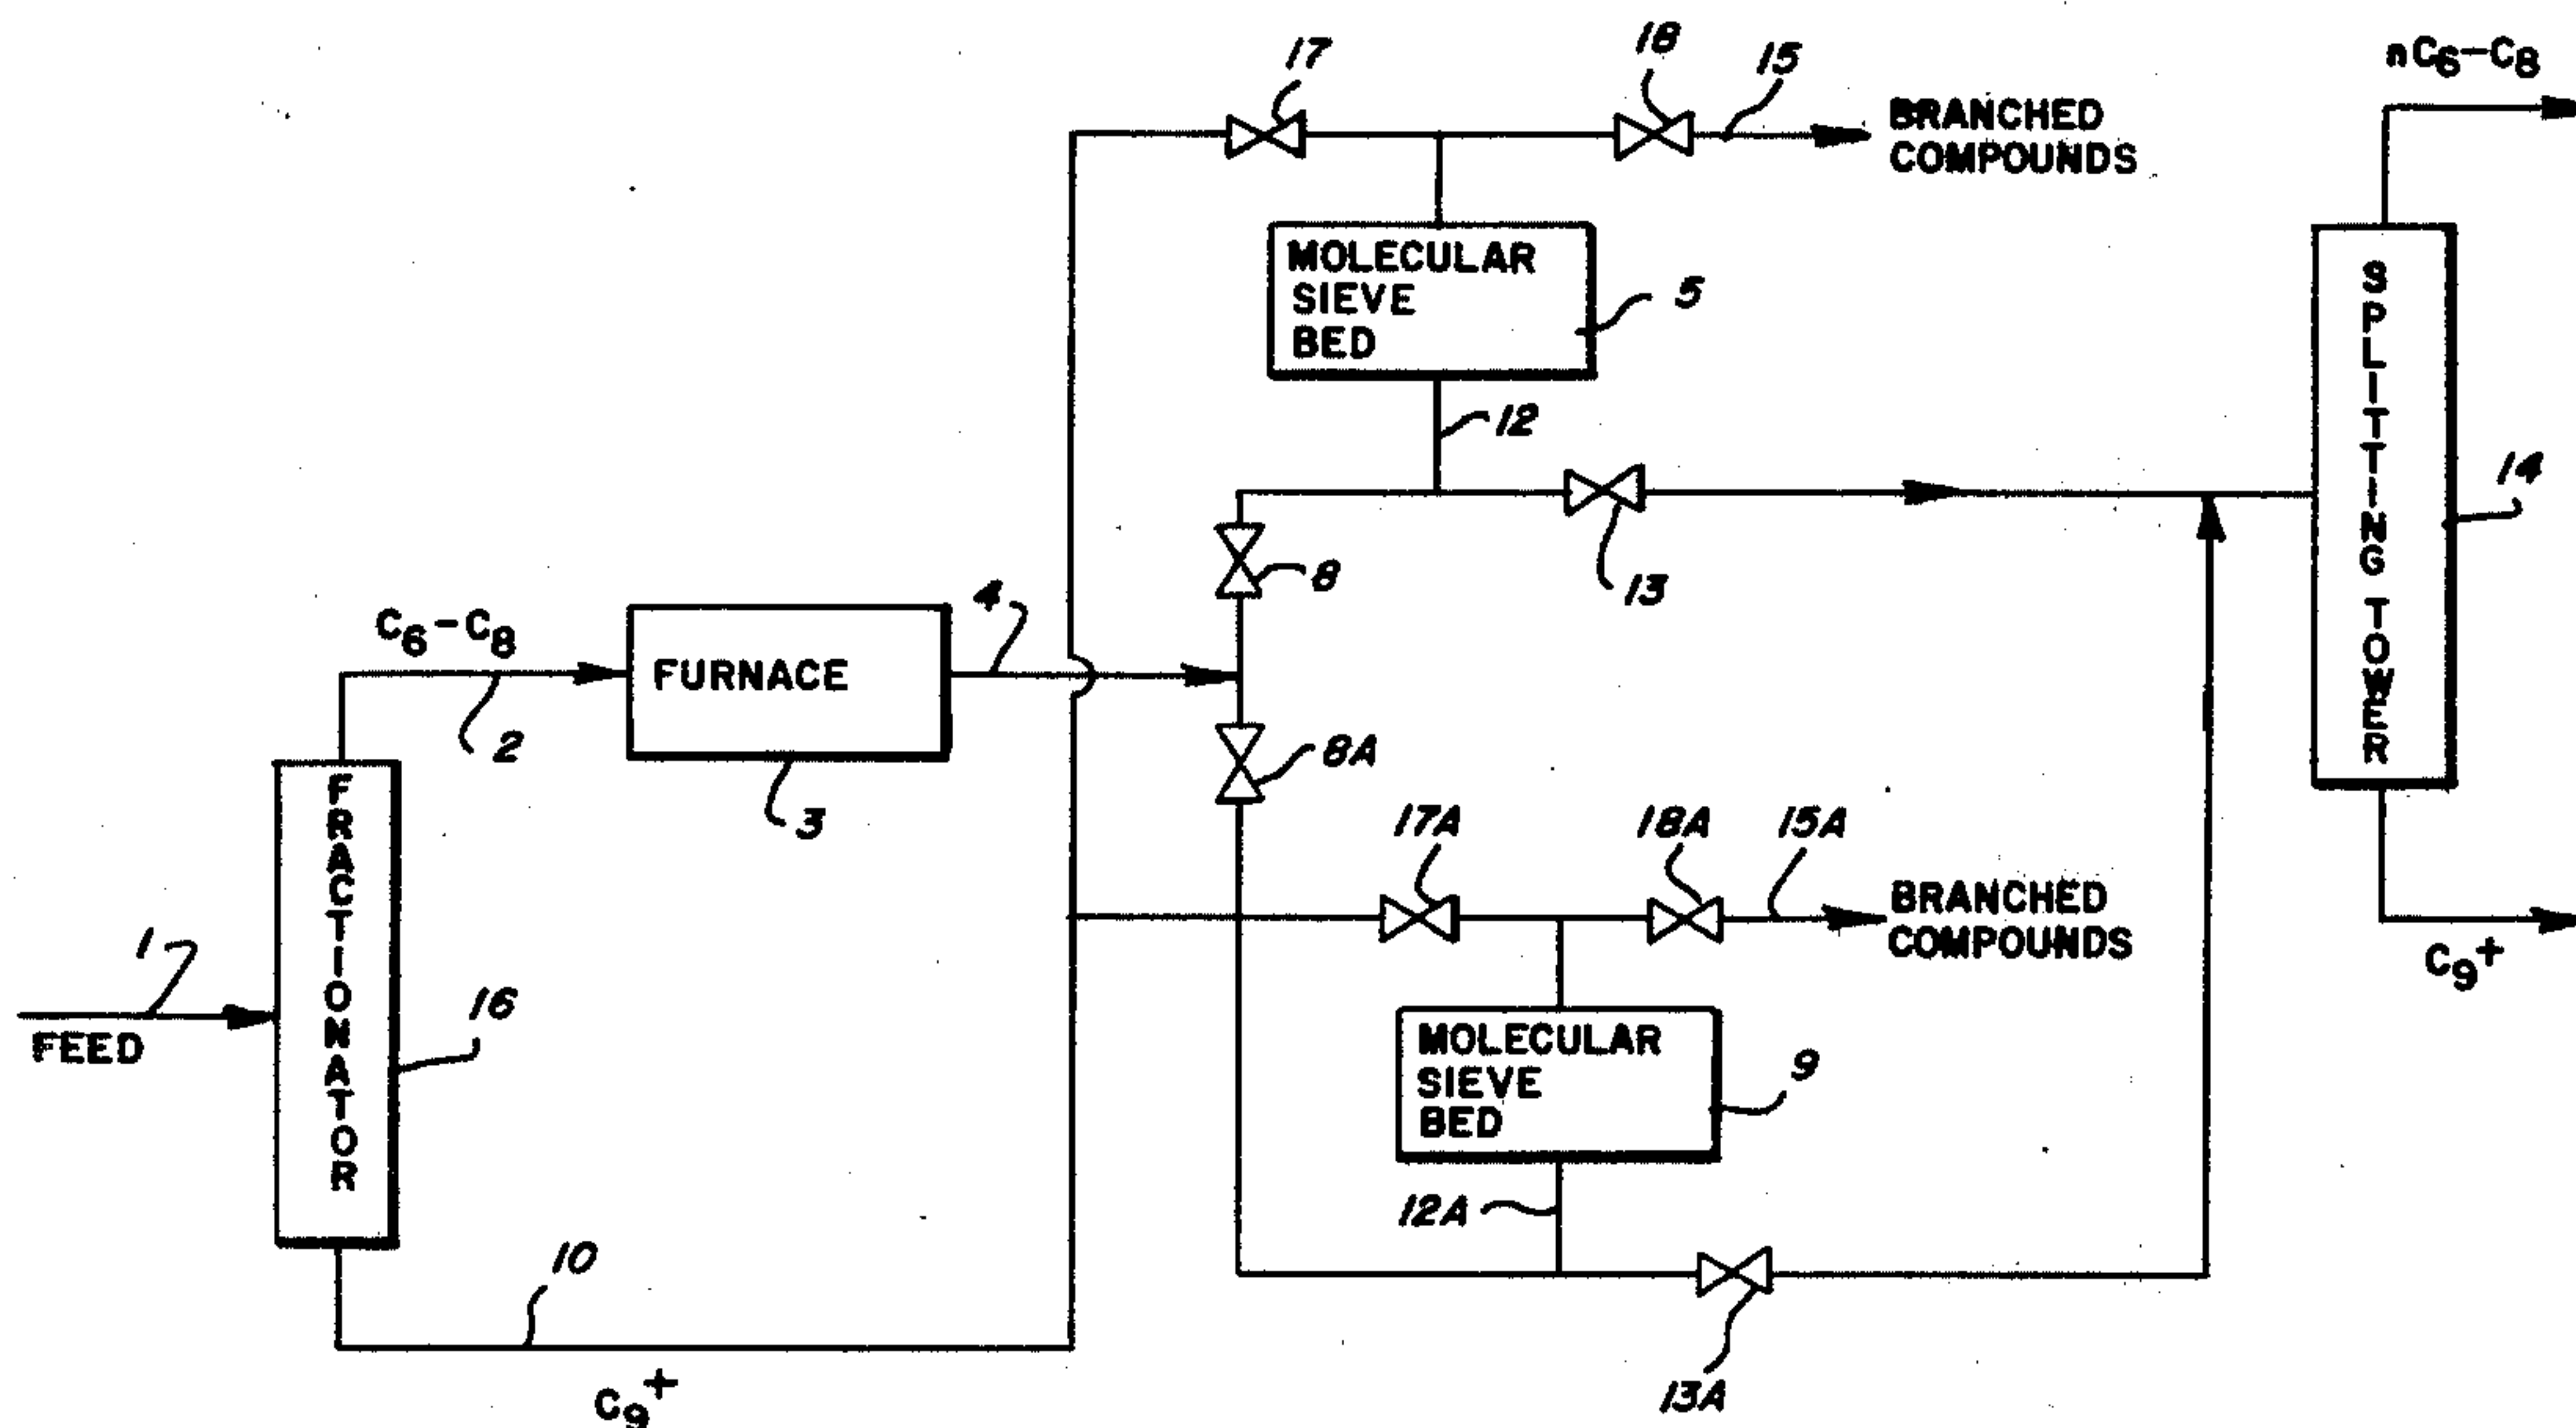 17
18
15
nC6-C8
BRANCHED
COMPOUNDS
MOLECULAR
SIEVE
BED
5
SPLITTING TOWER
12
14
8
13
4
C6-C8
FURNACE
2
3
8A
FRACTIONATOR
17A
18A
15A
BRANCHED
COMPOUNDS
C9+
1
FEED
16
MOLECULAR
SIEVE
BED
9
12A
10
13A
C9+